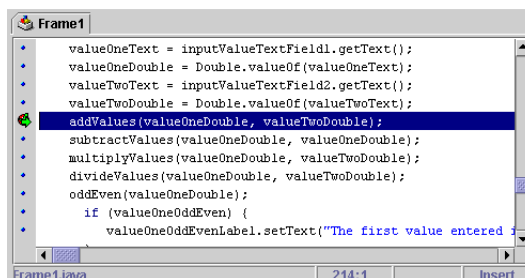 Frame1
valueOneText = inputValueTextField1.getText();
valueOneDouble = Double.valueOf(valueOneText);
valueTwoText = inputValueTextField2.getText();
valueTwoDouble = Double.valueOf(valueTwoText);
addValues(valueOneDouble, valueTwoDouble);
subtractValues(valueOneDouble, valueOneDouble);
multiplyValues(valueOneDouble, valueTwoDouble);
divideValues(valueOneDouble, valueTwoDouble);
oddEven(valueOneDouble);
if (valueOneOddEven) {
valueOneOddEvenLabel.setText("The first value entered
Frame1.java 214:1 Insert